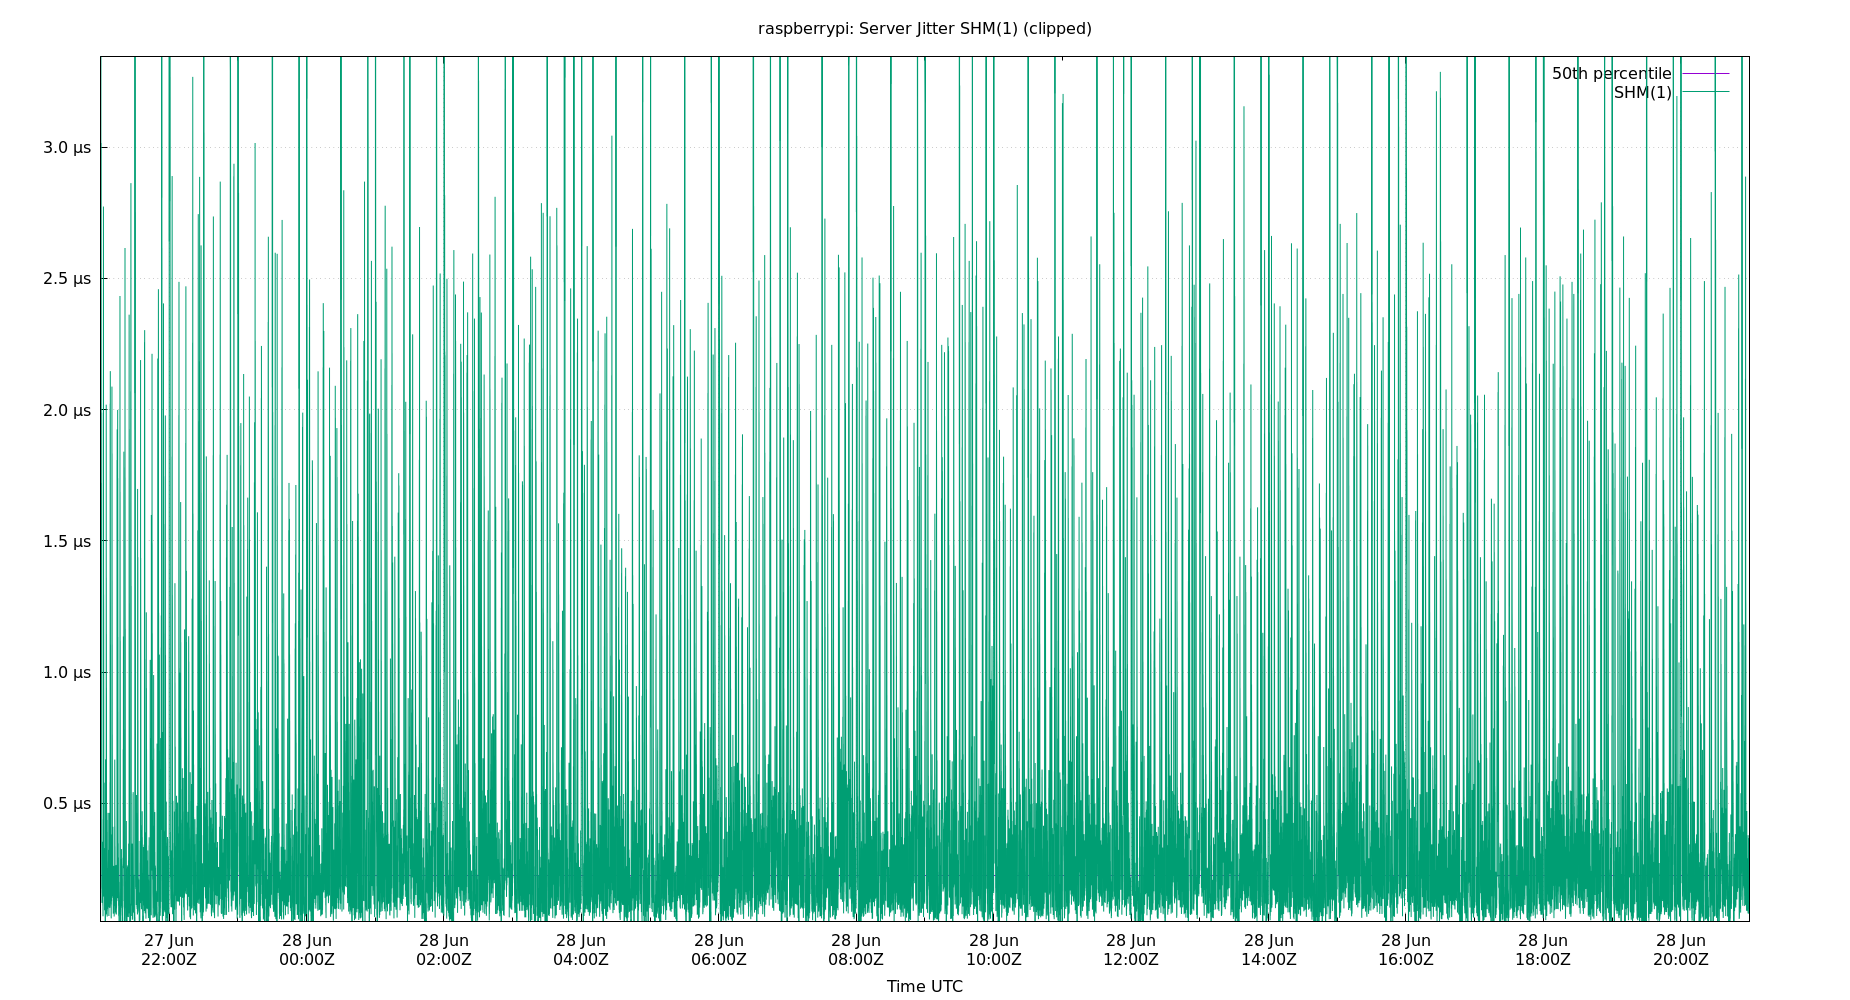 raspberrypi: Server Jitter SHM(1) (clipped)
50th percentile
SHM(1)
3.0 µs
2.5 µs
2.0 µs
1.5 µs
1.0 µs
0.5 µs
27 Jun 28 Jun 28 Jun 28 Jun 28 Jun 28 Jun 28 Jun 28 Jun 28 Jun 28 Jun 28 Jun 28 Jun
22:00Z 00:00Z 02:00Z 04:00Z 06:00Z 08:00Z 10:00Z 12:00Z 14:00Z 16:00Z 18:00Z 20:00Z
Time UTC